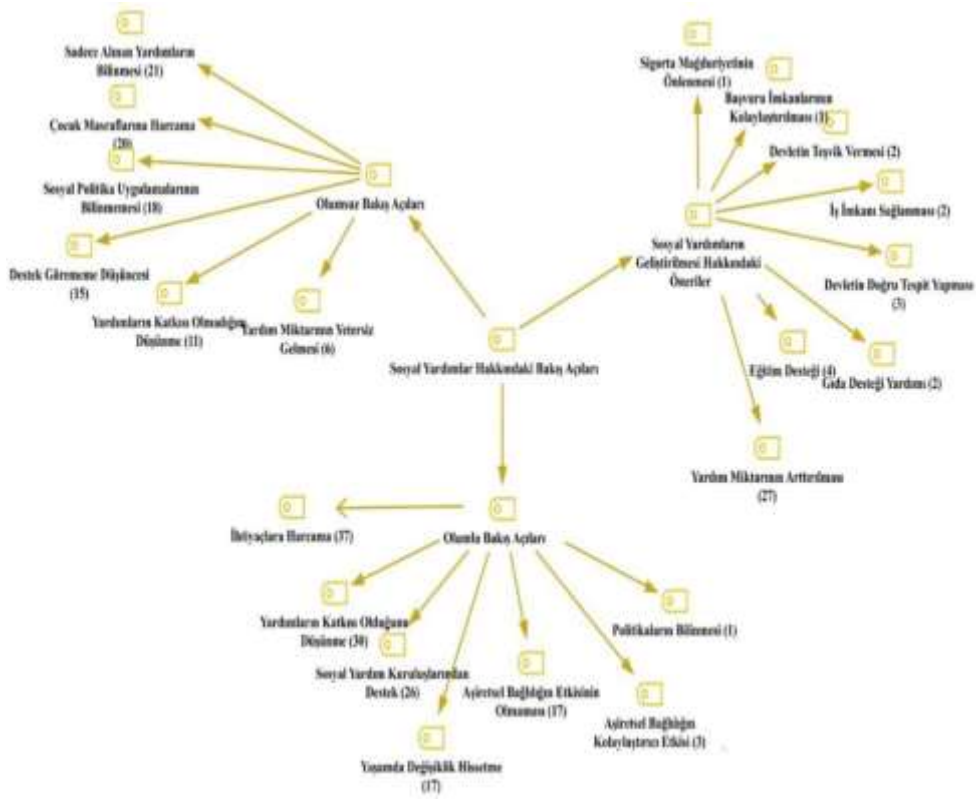 Sadece Alınan Yardımların
Bilinmesi (21)
Çocuk Masraflarına Harcama
(20)
Sosyal Politika Uygulamalarının
Bilinmemesi (18)
Destek Görememe Düşüncesi
(15)
Yardımların Katkısı Olmadığını
Düşünme (11)
Yardım Miktarının Yetersiz
Gelmesi (6)
Olumsuz Bakış Açıları
Sigorta Mağduriyetinin
Önlenmesi (1)
Başvuru İmkanlarının
Kolaylaştırılması (1)
Devletin Teşvik Vermesi (2)
İş İmkanı Sağlanması (2)
Sosyal Yardımların
Geliştirilmesi Hakkındaki
Öneriler
Devletin Doğru Tespit Yapması
(3)
Eğitim Desteği (4)
Gıda Desteği Yardımı (2)
Yardım Miktarının Arttırılması
(27)
Sosyal Yardımlar Hakkındaki Bakış Açıları
Olumlu Bakış Açıları
İhtiyaçlara Harcama (37)
Yardımların Katkısı Olduğunu
Düşünme (30)
Sosyal Yardım Kuruluşlarından
Destek (26)
Yaşamda Değişiklik Hissetme
(17)
Aşiretsel Bağlılığın Etkisinin
Olmaması (17)
Aşiretsel Bağlılığın
Kolaylaştırıcı Etkisi (3)
Politikaların Bilinmesi (1)